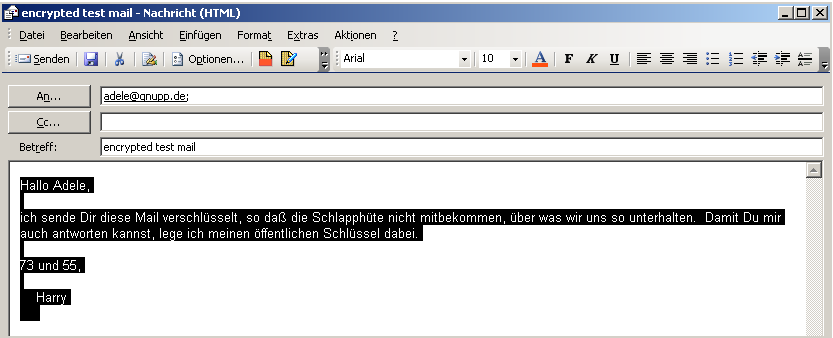 encrypted test mail - Nachricht (HTML)
Datei Bearbeiten Ansicht Einfügen Format Extras Aktionen ?
Senden Optionen... Arial 10 A F K U
An... adele@gnupp.de;
Cc...
Betreff: encrypted test mail
Hallo Adele,
ich sende Dir diese Mail verschlüsselt, so daß die Schlapphüte nicht mitbekommen, über was wir uns so unterhalten. Damit Du mir
auch antworten kannst, lege ich meinen öffentlichen Schlüssel dabei.
73 und 55,
Harry